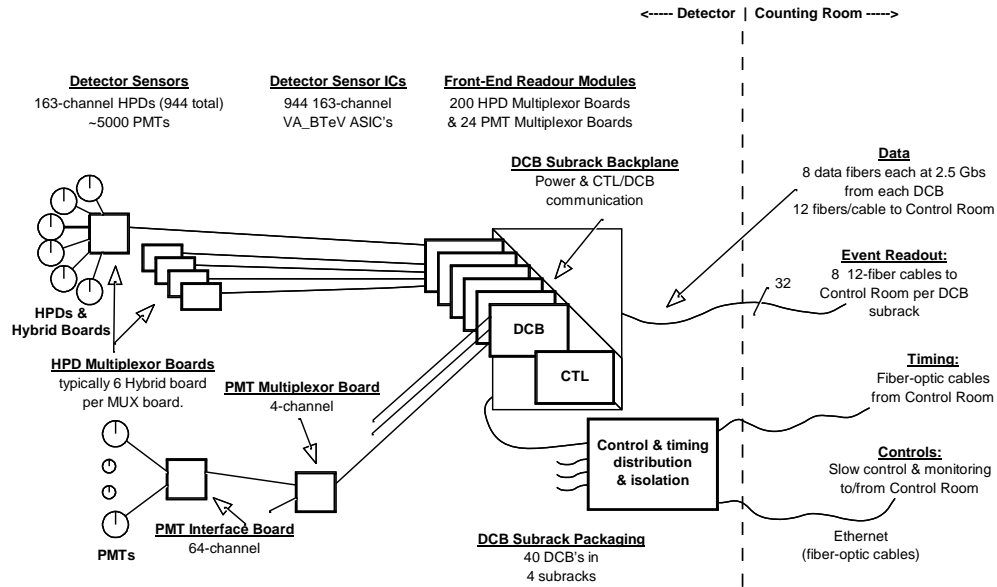 <----- Detector | Counting Room ----->
Detector Sensors
163-channel HPDs (944 total)
~5000 PMTs
Detector Sensor ICs
944 163-channel
VA_BTeV ASIC's
Front-End Readour Modules
200 HPD Multiplexor Boards
& 24 PMT Multiplexor Boards
DCB Subrack Backplane
Power & CTL/DCB
communication
Data
8 data fibers each at 2.5 Gbs
from each DCB
12 fibers/cable to Control Room
Event Readout:
8 12-fiber cables to
Control Room per DCB
subrack
32
HPDs &
Hybrid Boards
DCB
CTL
HPD Multiplexor Boards
typically 6 Hybrid board
per MUX board.
PMT Multiplexor Board
4-channel
Timing:
Fiber-optic cables
from Control Room
Control & timing
distribution
& isolation
Controls:
Slow control & monitoring
to/from Control Room
PMT Interface Board
64-channel
PMTs
DCB Subrack Packaging
40 DCB's in
4 subracks
Ethernet
(fiber-optic cables)